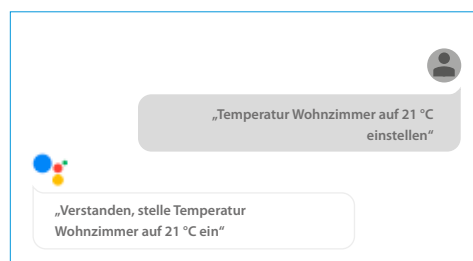 „Temperatur Wohnzimmer auf 21 °C
einstellen“
„Verstanden, stelle Temperatur
Wohnzimmer auf 21 °C ein“